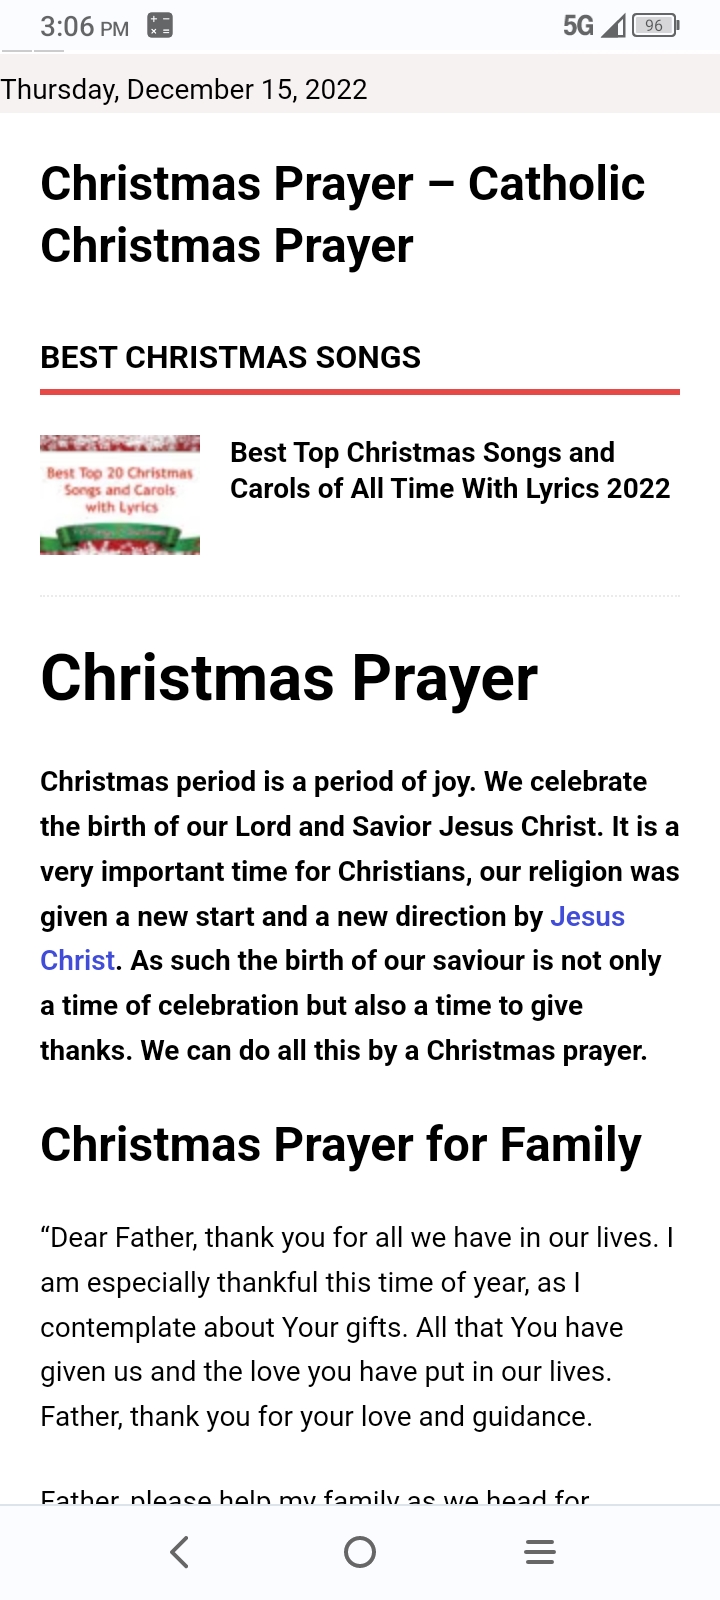 3:06 PM
5G
96
Thursday, December 15, 2022
Christmas Prayer – Catholic
Christmas Prayer
BEST CHRISTMAS SONGS
Best Top 20 Christmas
Songs and Carols
with Lyrics
Best Top Christmas Songs and
Carols of All Time With Lyrics 2022
Christmas Prayer
Christmas period is a period of joy. We celebrate
the birth of our Lord and Savior Jesus Christ. It is a
very important time for Christians, our religion was
given a new start and a new direction by Jesus
Christ. As such the birth of our saviour is not only
a time of celebration but also a time to give
thanks. We can do all this by a Christmas prayer.
Christmas Prayer for Family
“Dear Father, thank you for all we have in our lives. I
am especially thankful this time of year, as I
contemplate about Your gifts. All that You have
given us and the love you have put in our lives.
Father, thank you for your love and guidance.
Father, please help my family as we head for